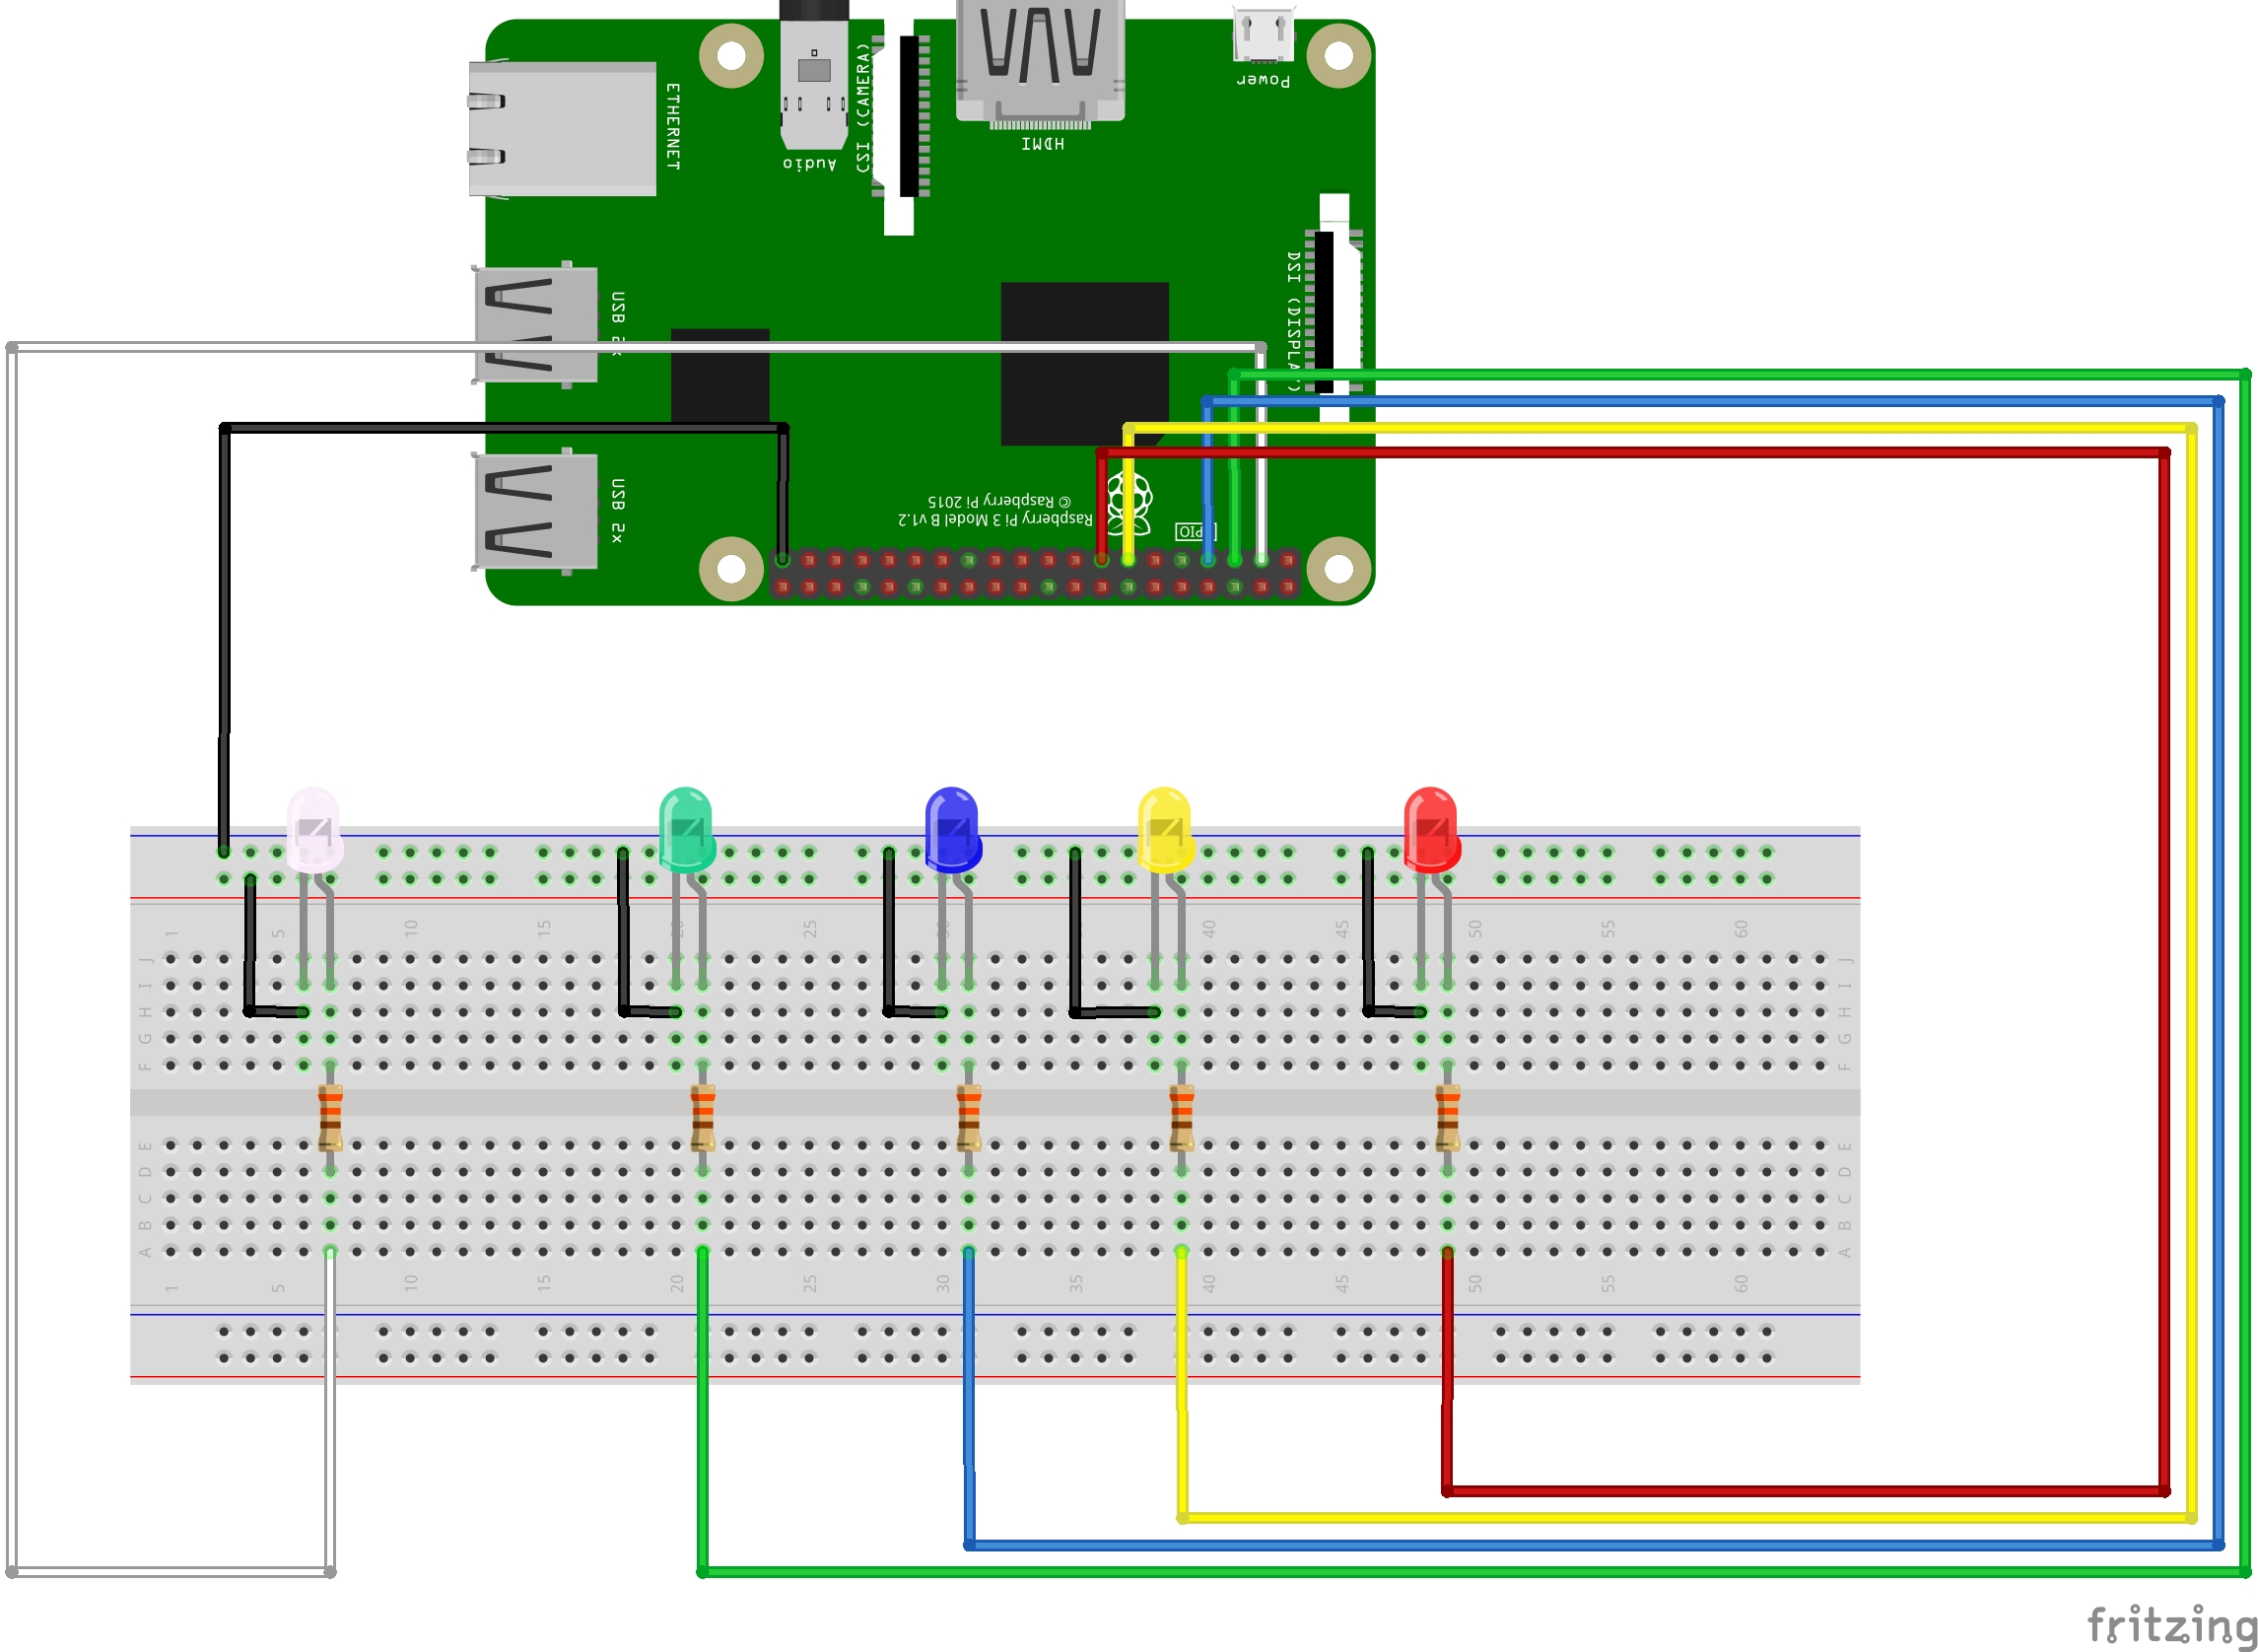 Power
ETHERNET
Audio
CSI (CAMERA)
HDMI
DSI (DISPLAY)
USB 2x
USB 2x
© Raspberry Pi 2015
Raspberry Pi 3 Model B v1.2
GPIO
1 5 10 15 20 25 30 40 45 50 55 60
J J
I I
H H
G G
F F
E E
D D
C C
B B
A A
1 5 10 15 20 25 30 35 40 45 50 55 60
fritzing